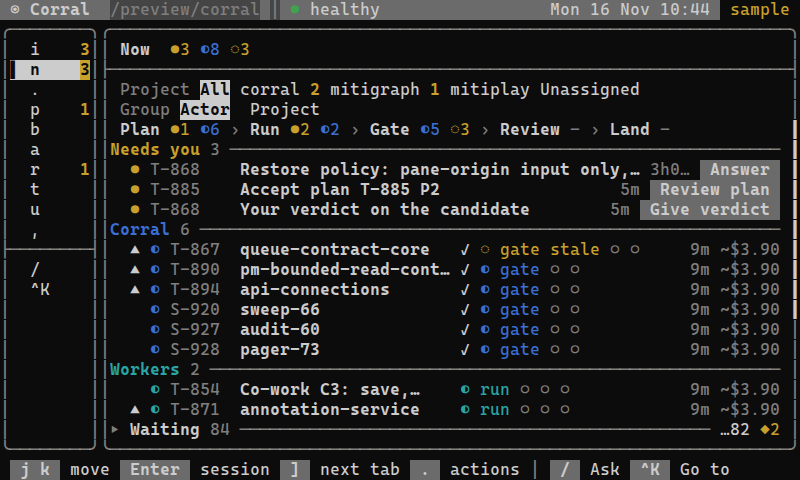 ⊙ Corral /preview/corral ● healthy Mon 16 Nov 10:44 sample
i 3
n 3
.
p 1
b
a
r 1
t
u
,
/
^K
Now ●3 ◐8 ◌3
Project All corral 2 mitigraph 1 mitiplay Unassigned
Group Actor Project
Plan ●1 ◐6 › Run ●2 ◐2 › Gate ◐5 ◌3 › Review – › Land –
Needs you 3
● T-868 Restore policy: pane-origin input only,… 3h0… Answer
● T-885 Accept plan T-885 P2 5m Review plan
● T-868 Your verdict on the candidate 5m Give verdict
Corral 6
▲ ◐ T-867 queue-contract-core ✓ ◌ gate stale ○ ○ 9m ~$3.90
▲ ◐ T-890 pm-bounded-read-cont… ✓ ◐ gate ○ ○ 9m ~$3.90
▲ ◐ T-894 api-connections ✓ ◐ gate ○ ○ 9m ~$3.90
◐ S-920 sweep-66 ✓ ◐ gate ○ ○ 9m ~$3.90
◐ S-927 audit-60 ✓ ◐ gate ○ ○ 9m ~$3.90
◐ S-928 pager-73 ✓ ◐ gate ○ ○ 9m ~$3.90
Workers 2
◐ T-854 Co-work C3: save,… ◐ run ○ ○ ○ 9m ~$3.90
▲ ◐ T-871 annotation-service ◐ run ○ ○ ○ 9m ~$3.90
▸ Waiting 84 …82 ◆2
j k move Enter session ] next tab . actions │ / Ask ^K Go to